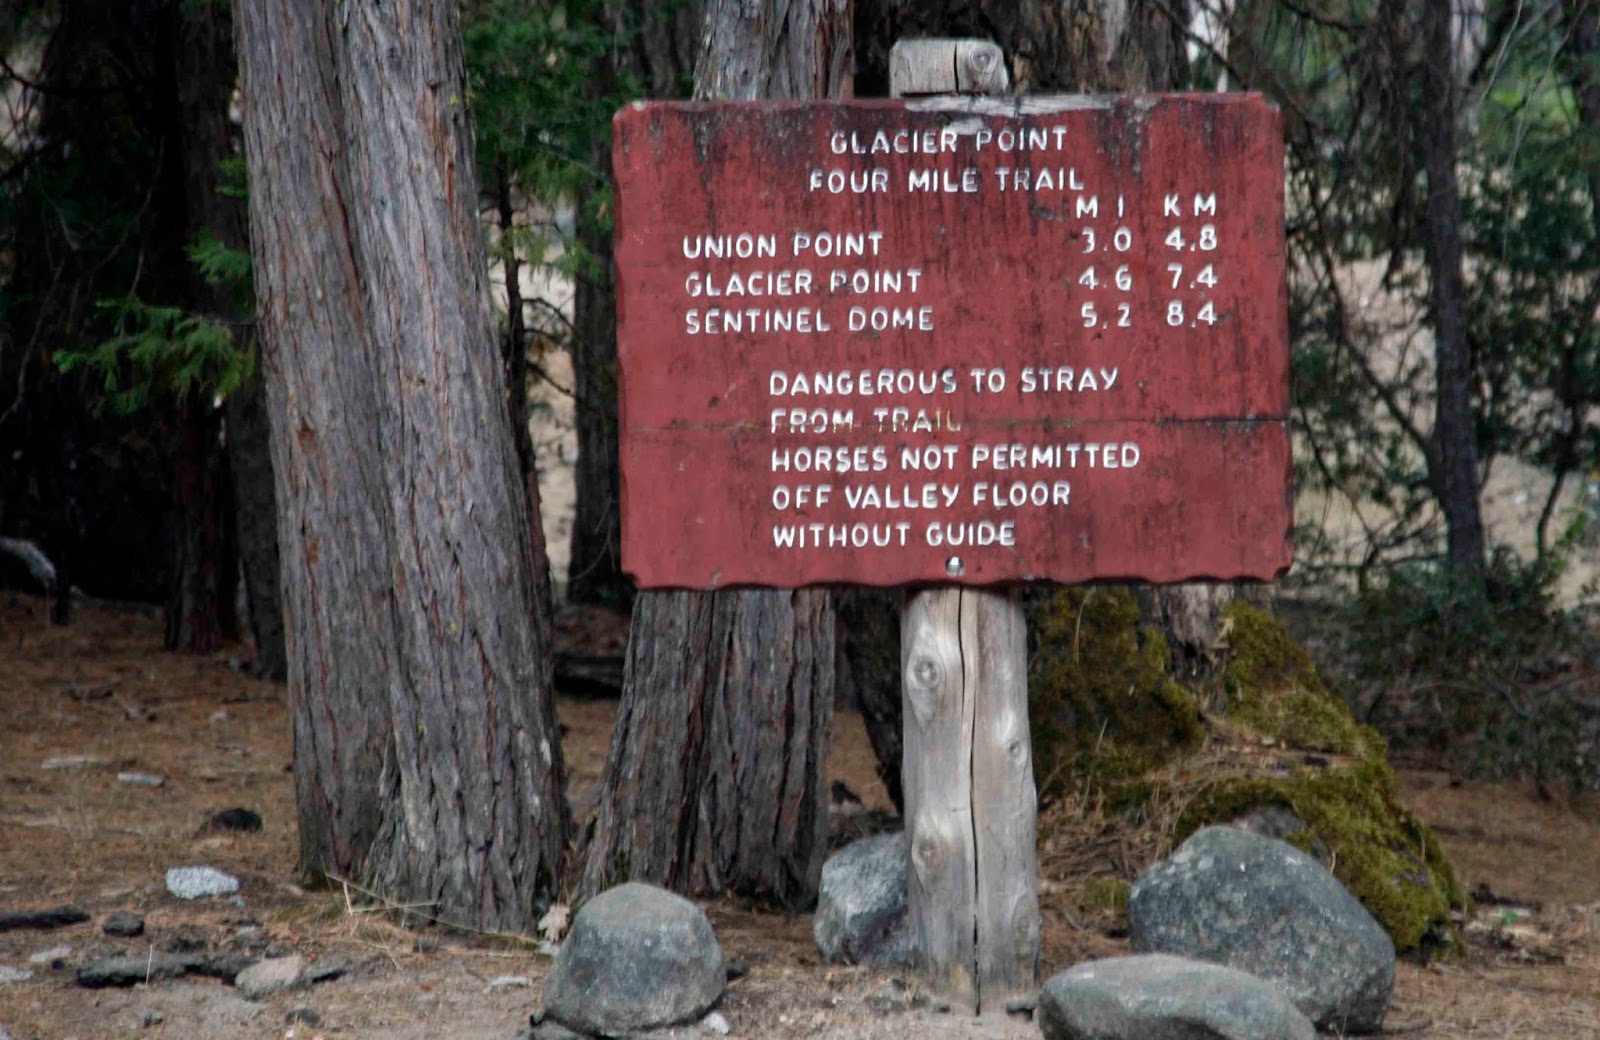 GLACIER POINT
FOUR MILE TRAIL
MI KM
UNION POINT 3.0 4.8
GLACIER POINT 4.6 7.4
SENTINEL DOME 5.2 8.4
DANGEROUS TO STRAY
FROM TRAIL
HORSES NOT PERMITTED
OFF VALLEY FLOOR
WITHOUT GUIDE